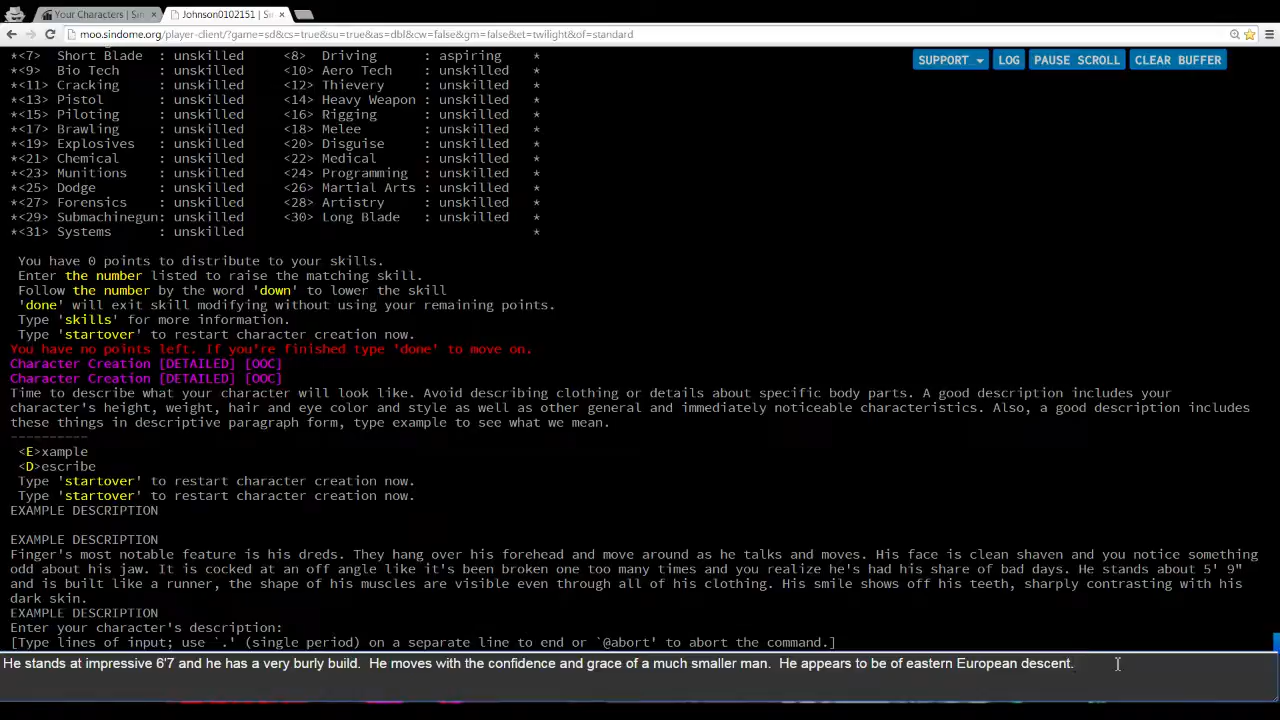 Your Characters | Sin
Johnson0102151 | Sin
moo.sindome.org/player-client/?game=sd&cs=true&su=true&as=dbl&cw=false&gm=false&et=twilight&of=standard
SUPPORT LOG PAUSE SCROLL CLEAR BUFFER
*<7> Short Blade : unskilled <8> Driving : aspiring *
*<9> Bio Tech : unskilled <10> Aero Tech : unskilled *
*<11> Cracking : unskilled <12> Thievery : unskilled *
*<13> Pistol : unskilled <14> Heavy Weapon : unskilled *
*<15> Piloting : unskilled <16> Rigging : unskilled *
*<17> Brawling : unskilled <18> Melee : unskilled *
*<19> Explosives : unskilled <20> Disguise : unskilled *
*<21> Chemical : unskilled <22> Medical : unskilled *
*<23> Munitions : unskilled <24> Programming : unskilled *
*<25> Dodge : unskilled <26> Martial Arts : unskilled *
*<27> Forensics : unskilled <28> Artistry : unskilled *
*<29> Submachinegun: unskilled <30> Long Blade : unskilled *
*<31> Systems : unskilled *
You have 0 points to distribute to your skills.
Enter the number listed to raise the matching skill.
Follow the number by the word 'down' to lower the skill
'done' will exit skill modifying without using your remaining points.
Type 'skills' for more information.
Type 'startover' to restart character creation now.
You have no points left. If you're finished type 'done' to move on.
Character Creation [DETAILED] [OOC]
Character Creation [DETAILED] [OOC]
Time to describe what your character will look like. Avoid describing clothing or details about specific body parts. A good description includes your
character's height, weight, hair and eye color and style as well as other general and immediately noticeable characteristics. Also, a good description includes
these things in descriptive paragraph form, type example to see what we mean.
----------
<E>xample
<D>escribe
Type 'startover' to restart character creation now.
Type 'startover' to restart character creation now.
EXAMPLE DESCRIPTION
EXAMPLE DESCRIPTION
Finger's most notable feature is his dreds. They hang over his forehead and move around as he talks and moves. His face is clean shaven and you notice something
odd about his jaw. It is cocked at an off angle like it's been broken one too many times and you realize he's had his share of bad days. He stands about 5' 9"
and is built like a runner, the shape of his muscles are visible even through all of his clothing. His smile shows off his teeth, sharply contrasting with his
dark skin.
EXAMPLE DESCRIPTION
Enter your character's description:
[Type lines of input; use `.' (single period) on a separate line to end or `@abort' to abort the command.]
He stands at impressive 6'7 and he has a very burly build.  He moves with the confidence and grace of a much smaller man.  He appears to be of eastern European descent.